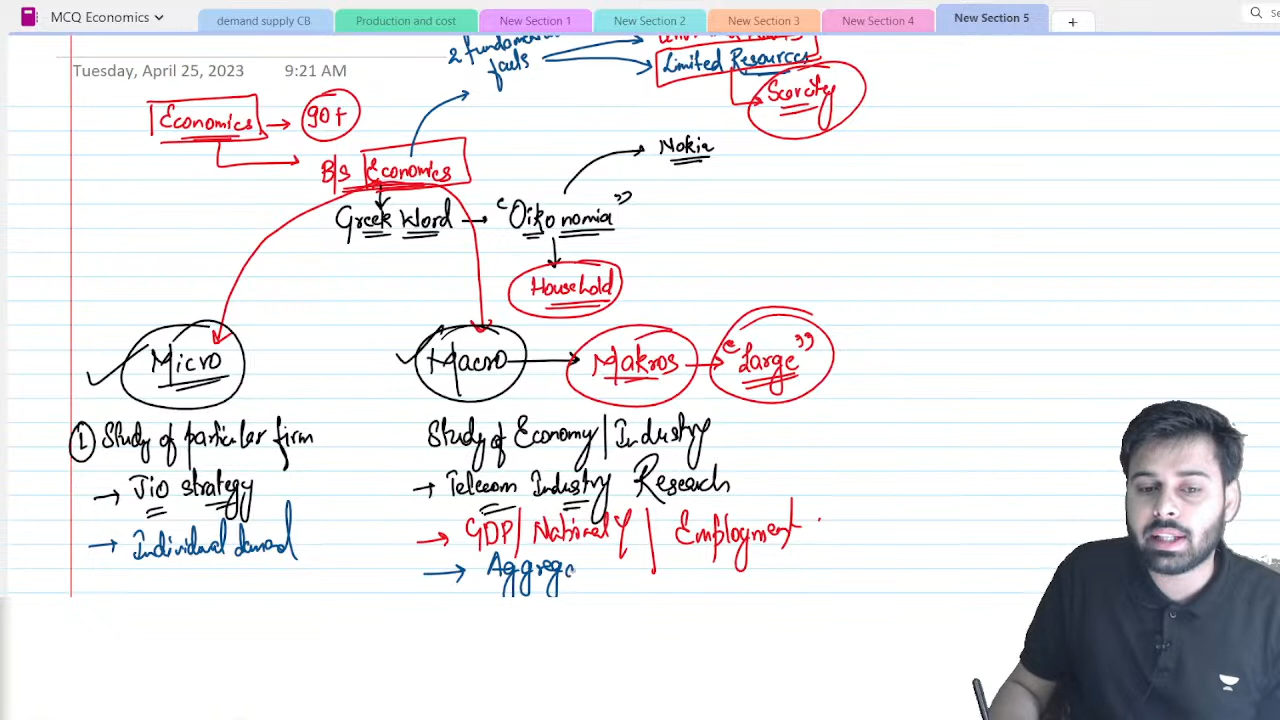 MCQ Economics
demand supply CB
Production and cost
New Section 1
New Section 2
New Section 3
New Section 4
New Section 5
+
Se
Tuesday, April 25, 2023 9:21 AM
2 fundamental
facts
Limited Resources
Scarcity
Economics → 90+
B/S Economics
Nokia
Greek Word → "Oikonomia"
Household
Micro
Macro → Makros → "Large"
① Study of particular firm
Study of Economy | Industry
→ Jio strategy
→ Telecom Industry Research
→ GDP | National Y | Employment
→ Individual demand
→ Aggrega